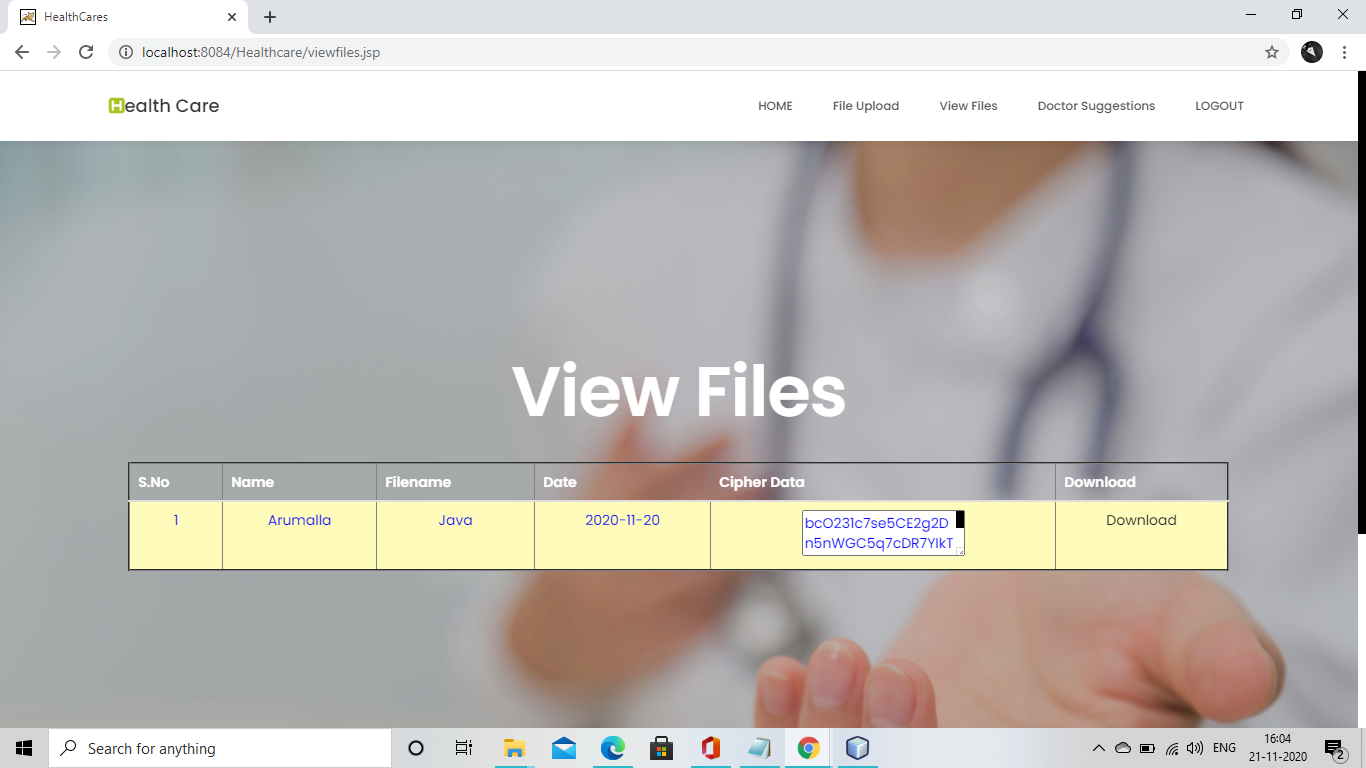 HealthCares
localhost:8084/Healthcare/viewfiles.jsp
Health Care
HOME File Upload View Files Doctor Suggestions LOGOUT
View Files
S.No Name Filename Date Cipher Data Download
1 Arumalla Java 2020-11-20 bcO231c7se5CE2g2D Download
n5nWGC5q7cDR7YIkT
Search for anything
ENG
16:04
21-11-2020
2